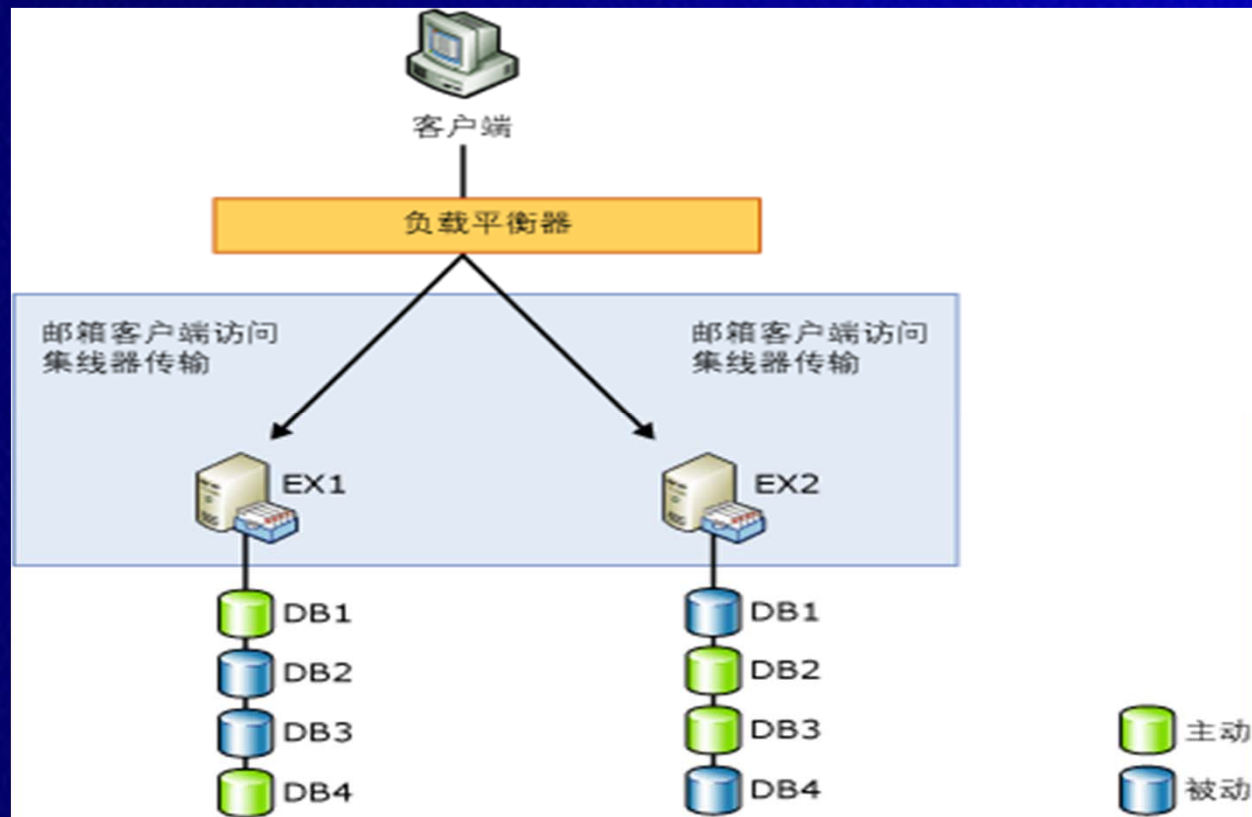 客户端
负载平衡器
邮箱客户端访问
集线器传输
邮箱客户端访问
集线器传输
EX1
EX2
DB1
DB2
DB3
DB4
DB1
DB2
DB3
DB4
主动
被动